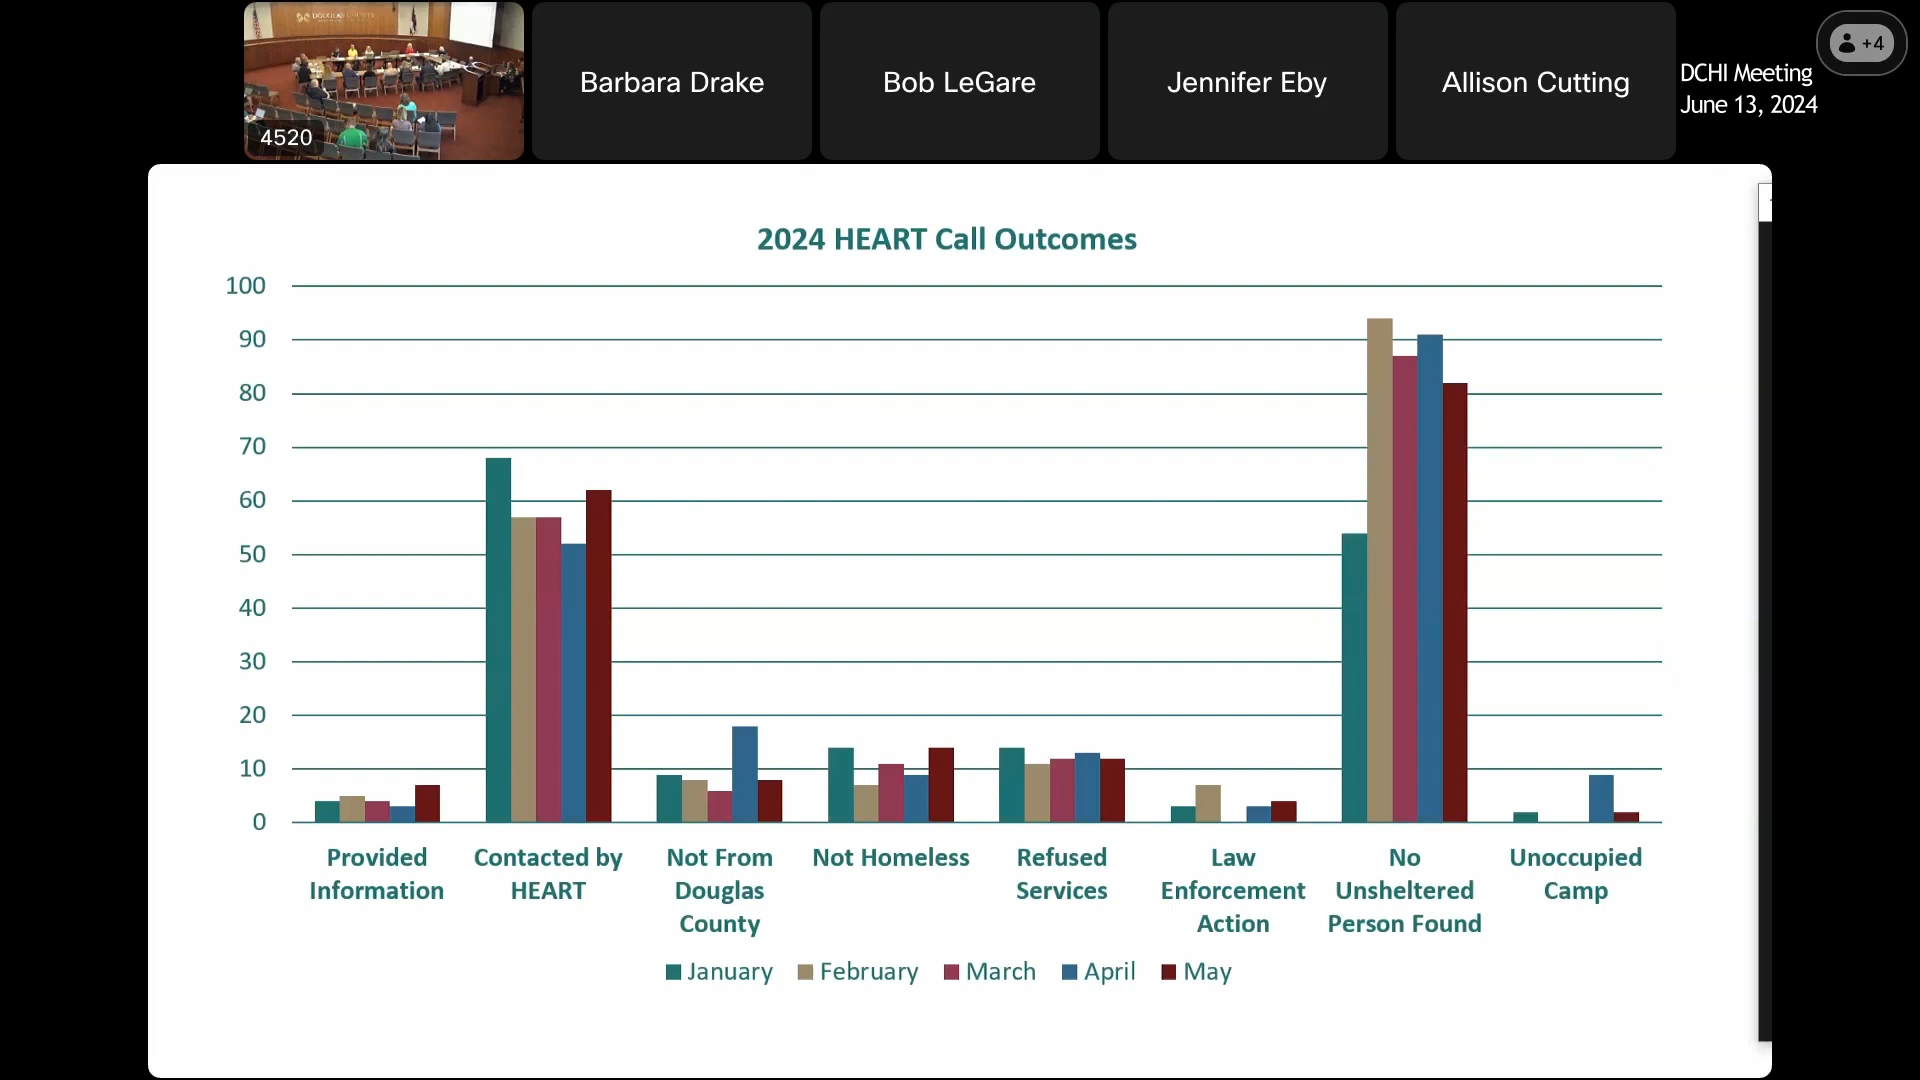 DOUGLAS COUNTY
4520
Barbara Drake
Bob LeGare
Jennifer Eby
Allison Cutting
+4
DCHI Meeting
June 13, 2024
2024 HEART Call Outcomes
100
90
80
70
60
50
40
30
20
10
0
Provided
Information
Contacted by
HEART
Not From
Douglas
County
Not Homeless
Refused
Services
Law
Enforcement
Action
No
Unsheltered
Person Found
Unoccupied
Camp
January
February
March
April
May